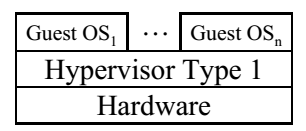 Guest OS1 ... Guest OSn
Hypervisor Type 1
Hardware